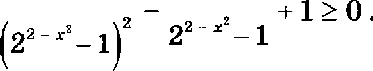 (2^{2 - x^2} - 1)^2 - 2^{2 - x^2} - 1 + 1 ≥ 0 .